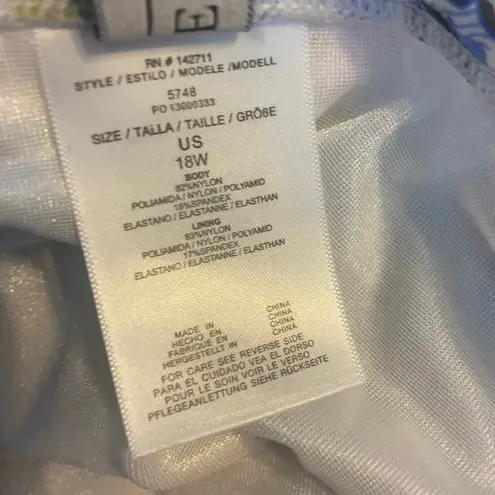 E
RN # 142711
STYLE / ESTILO / MODELE /MODELL
5748
PO 13000333
SIZE / TALLA / TAILLE / GRÖßE
US
18W
BODY
82%NYLON
POLIAMIDA / NYLON / POLYAMID
18%SPANDEX
ELASTANO / ELASTANNE / ELASTHAN
LINING
83%NYLON
POLIAMIDA / NYLON / POLYAMID
17%SPANDEX
ELASTANO / ELASTANNE / ELASTHAN
MADE IN CHINA
HECHO EN CHINA
FABRIQUE EN CHINA
HERGESTELLT IN CHINA
FOR CARE SEE REVERSE SIDE
PARA EL CUIDADO VEA EL DORSO
POUR LE SOIN VOIR LE VERSO
PFLEGEANLEITUNG SIEHE RÜCKSEITE